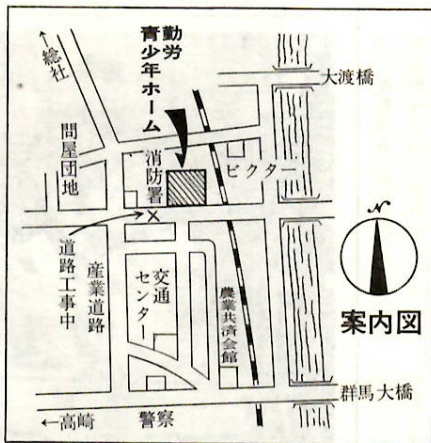 勤労
青少年ホーム
←総社
大渡橋
問屋団地
消防署
ビクター
N
道路工事中
産業道路
交通
センター
農業共済会館
案内図
群馬大橋
←高崎
警察